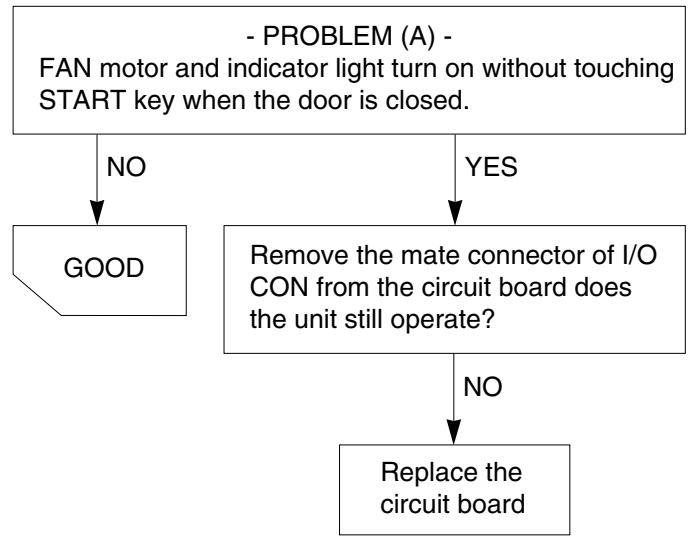 - PROBLEM (A) -
FAN motor and indicator light turn on without touching
START key when the door is closed.
NO
YES
GOOD
Remove the mate connector of I/O
CON from the circuit board does
the unit still operate?
NO
Replace the
circuit board